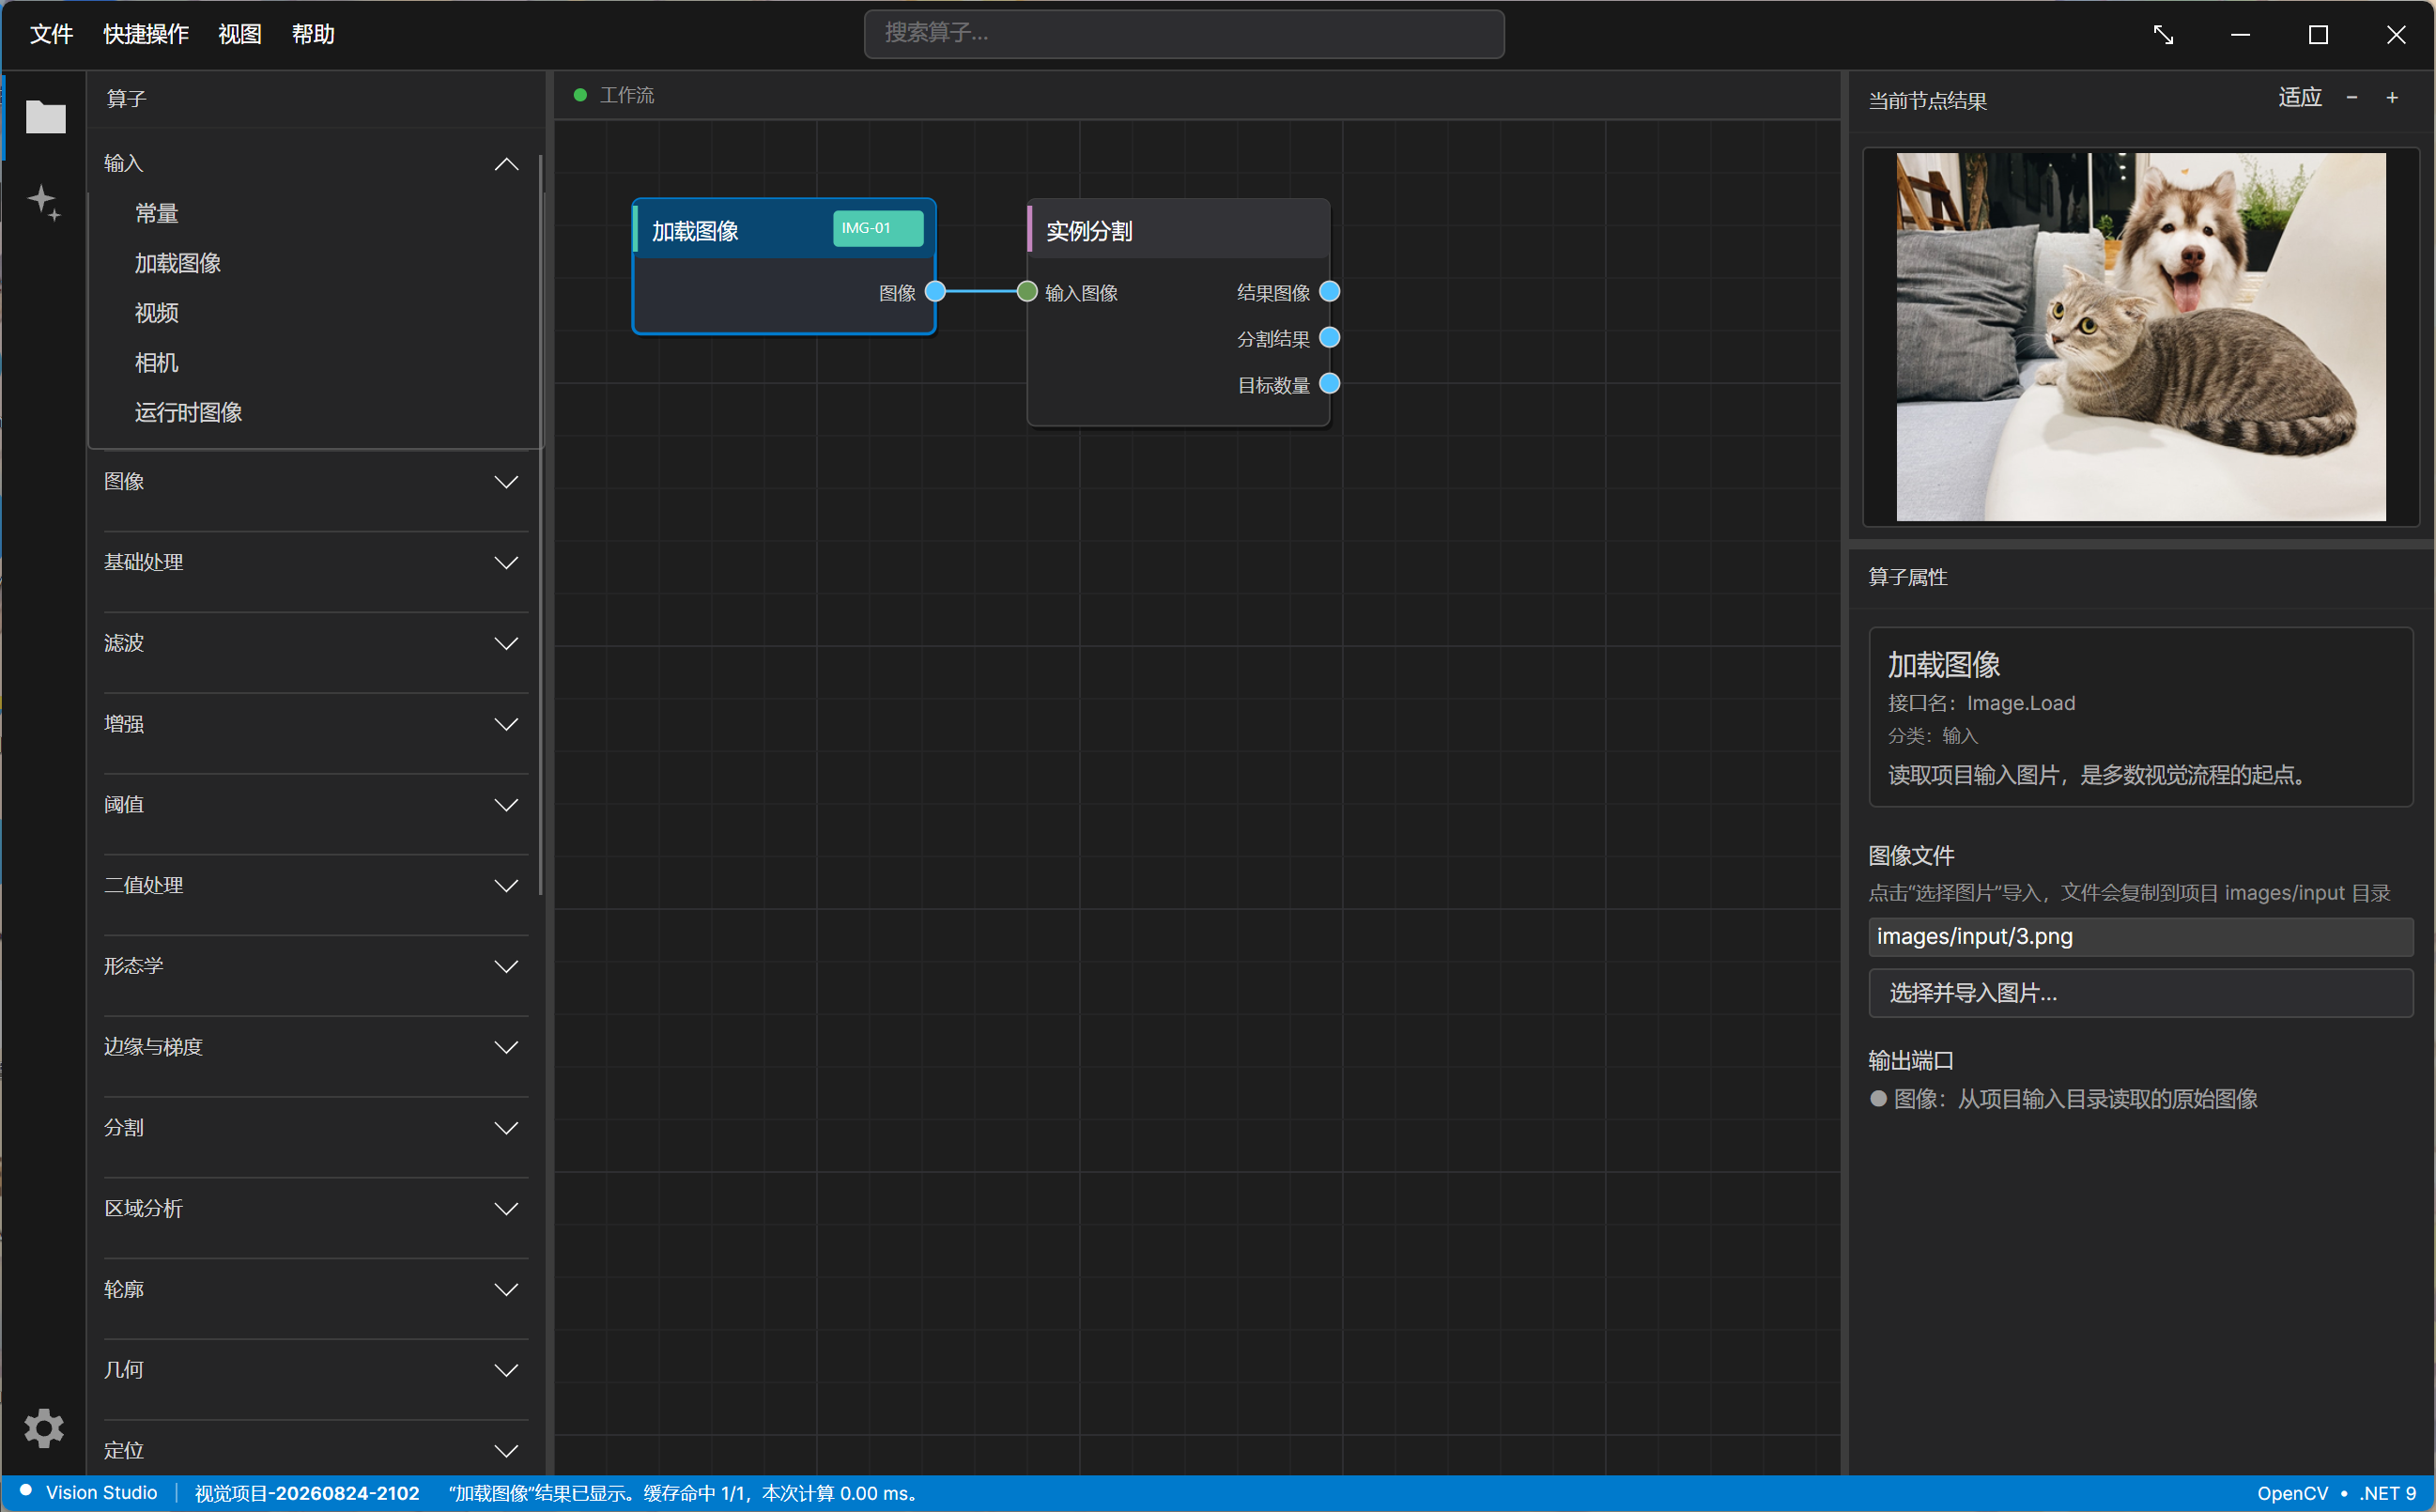 文件 快捷操作 视图 帮助 搜索算子...
算子
输入
常量
加载图像
视频
相机
运行时图像
图像
基础处理
滤波
增强
阈值
二值处理
形态学
边缘与梯度
分割
区域分析
轮廓
几何
定位
工作流
加载图像 IMG-01
图像
实例分割
输入图像 结果图像
分割结果
目标数量
当前节点结果 适应 − +
算子属性
加载图像
接口名：Image.Load
分类：输入
读取项目输入图片，是多数视觉流程的起点。
图像文件
点击“选择图片”导入，文件会复制到项目 images/input 目录
images/input/3.png
选择并导入图片...
输出端口
● 图像：从项目输入目录读取的原始图像
Vision Studio 视觉项目-20260824-2102 “加载图像”结果已显示。缓存命中 1/1，本次计算 0.00 ms。 OpenCV • .NET 9